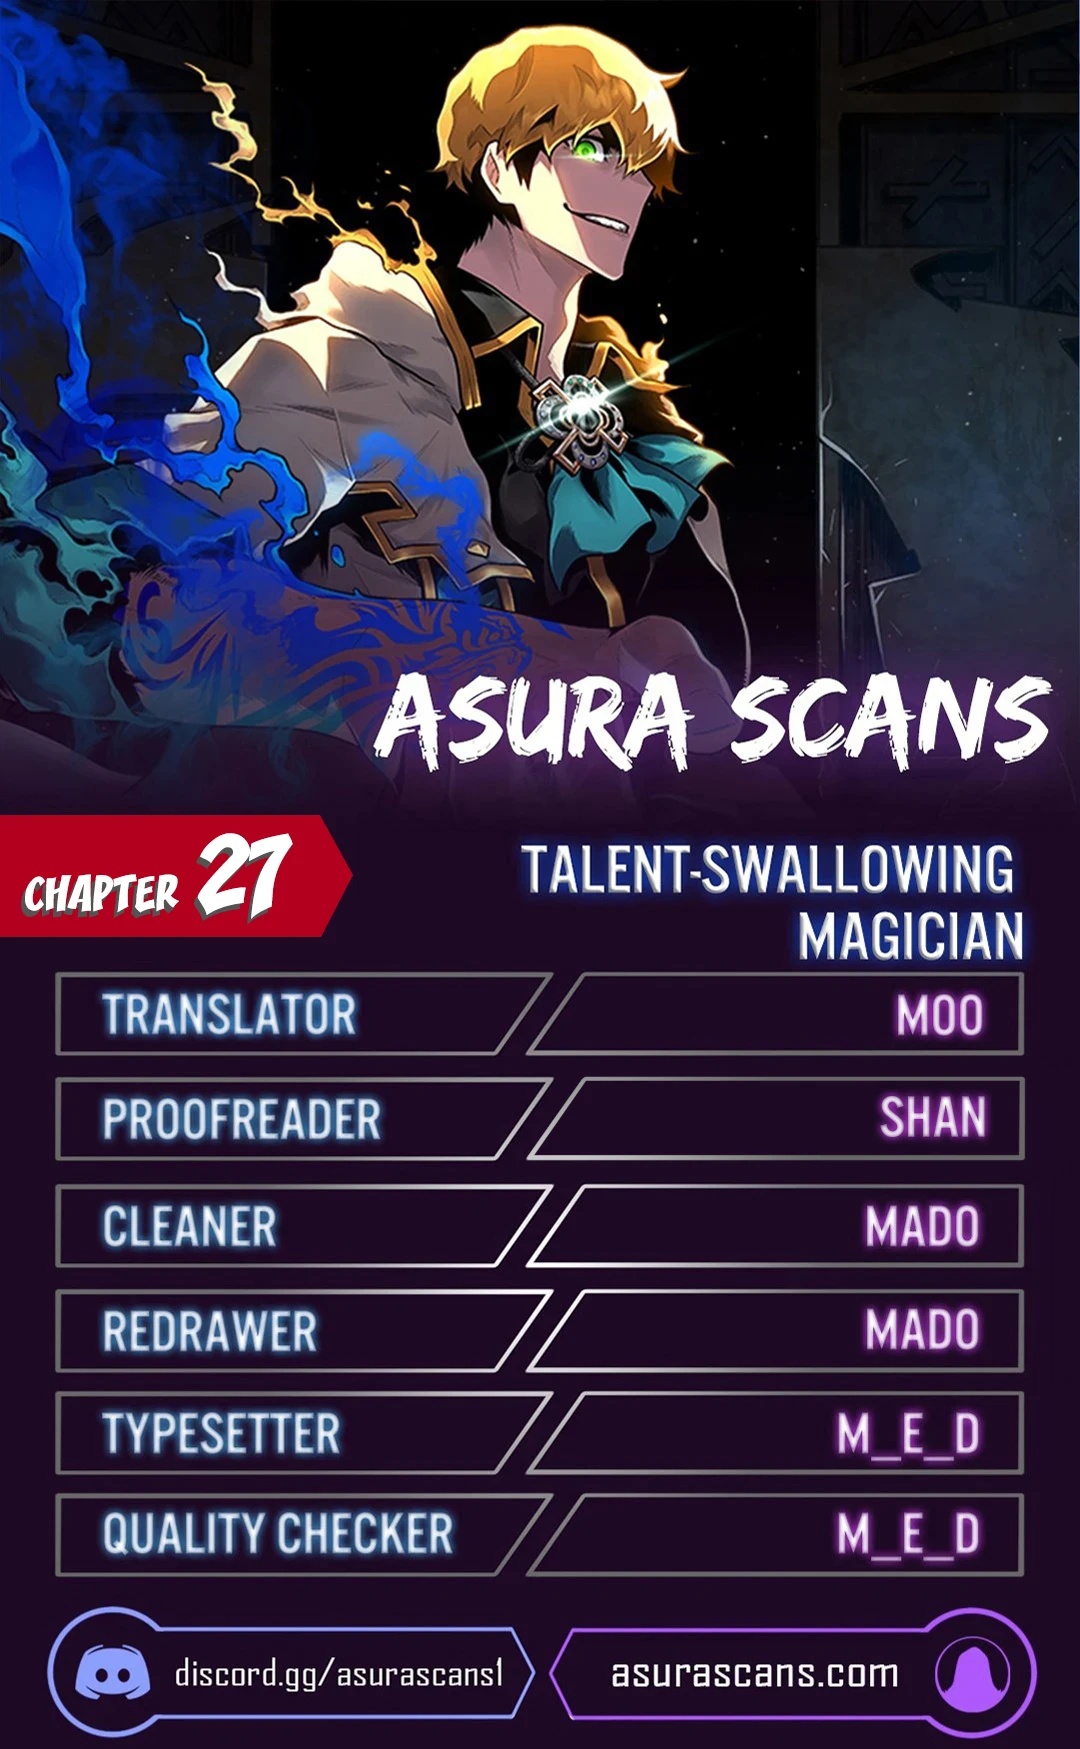 ASURA SCANS
CHAPTER 27
TALENT-SWALLOWING
MAGICIAN
TRANSLATOR MOO
PROOFREADER SHAN
CLEANER MADO
REDRAWER MADO
TYPESETTER M_E_D
QUALITY CHECKER M_E_D
discord.gg/asurascans1 asurascans.com